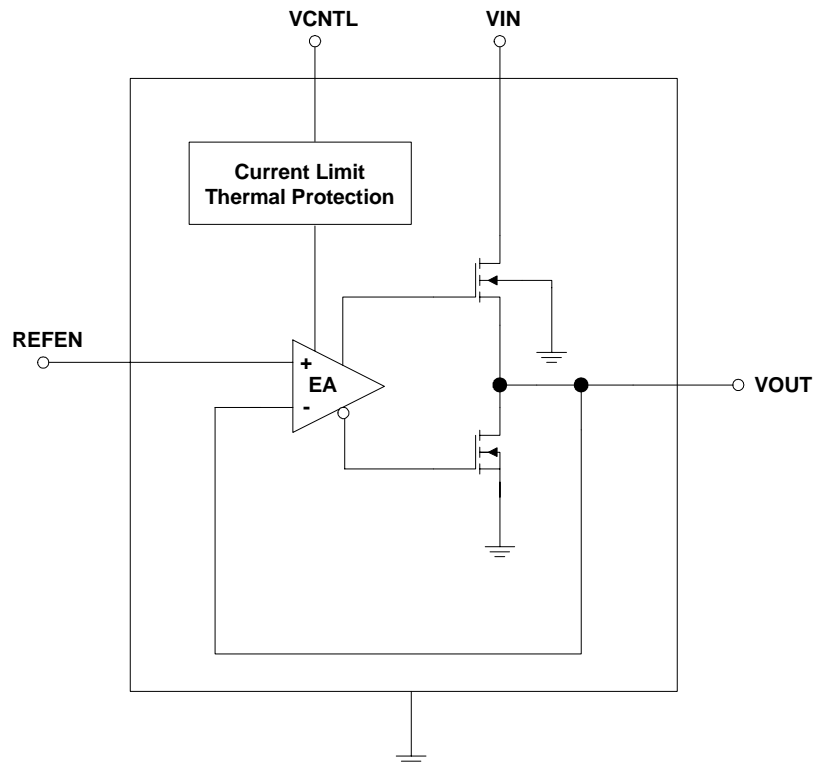 VCNTL
VIN
Current Limit
Thermal Protection
REFEN
+
EA
-
VOUT